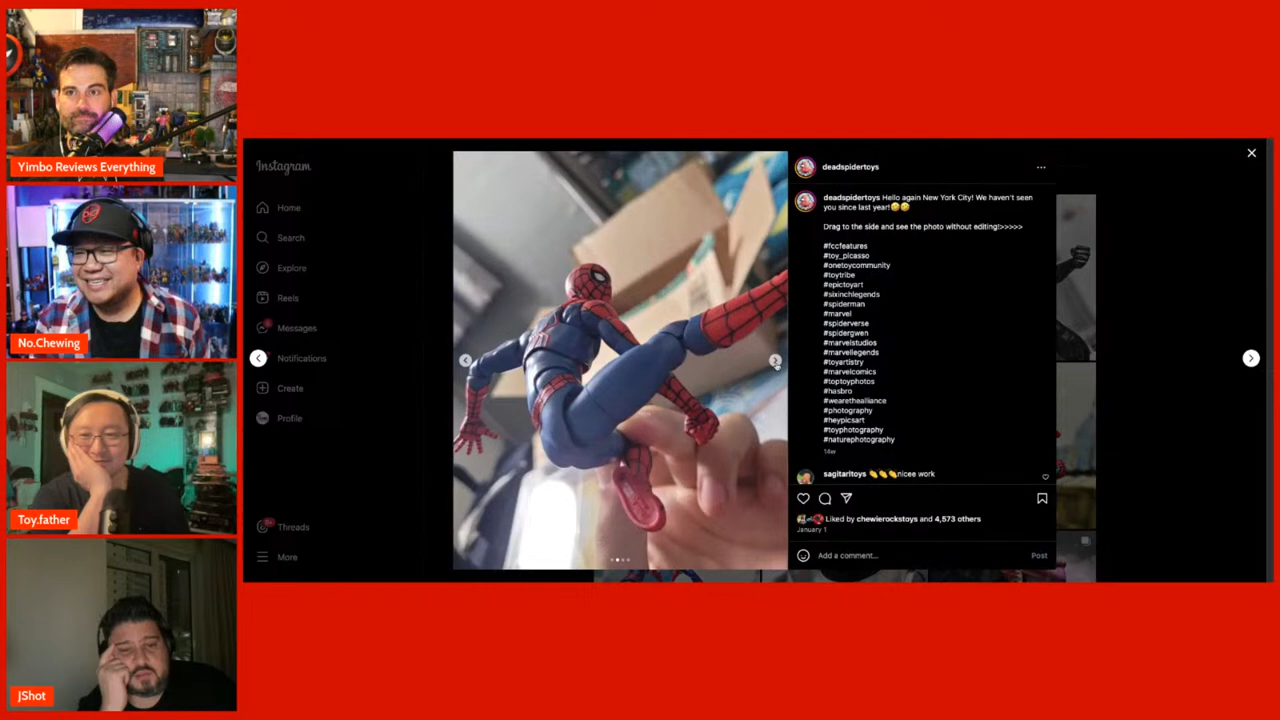 Yimbo Reviews Everything
No.Chewing
Toy.father
JShot
Instagram
Home
Search
Explore
Reels
Messages
Notifications
Create
Profile
Threads
More
deadspidertoys
deadspidertoys Hello again New York City! We haven't seen
you since last year!🤣🤣
Drag to the side and see the photo without editing!>>>>>
#fccfeatures
#toy_picasso
#onetoycommunity
#toytribe
#epictoyart
#sixinchlegends
#spiderman
#marvel
#spiderverse
#spidergwen
#marvelstudios
#marvellegends
#toyartistry
#marvelcomics
#toptoyphotos
#hasbro
#wearethealliance
#photography
#heypicsart
#toyphotography
#naturephotography
sagitaritoys 👏👏👏nicee work
Liked by chewierockstoys and 4,573 others
January 1
Add a comment...
Post